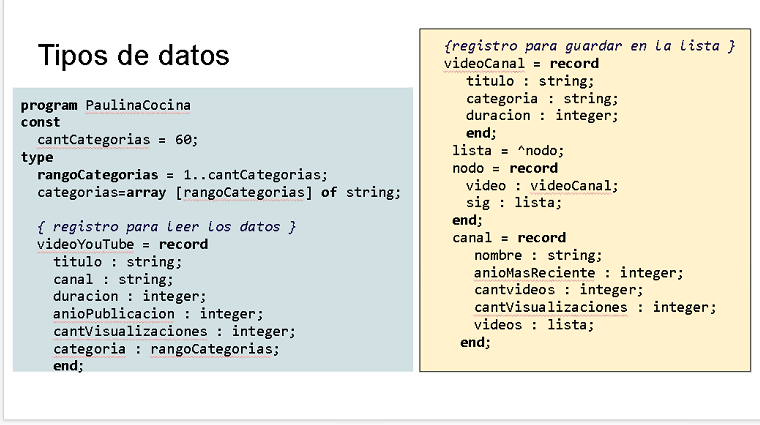 Tipos de datos
program PaulinaCocina
const
cantCategorias = 60;
type
rangoCategorias = 1..cantCategorias;
categorias=array [rangoCategorias] of string;
{ registro para leer los datos }
videoYouTube = record
titulo : string;
canal : string;
duracion : integer;
anioPublicacion : integer;
cantVisualizaciones : integer;
categoria : rangoCategorias;
end;
{registro para guardar en la lista }
videoCanal = record
titulo : string;
categoria : string;
duracion : integer;
end;
lista = ^nodo;
nodo = record
video : videoCanal;
sig : lista;
end;
canal = record
nombre : string;
anioMasReciente : integer;
cantvideos : integer;
cantVisualizaciones : integer;
videos : lista;
end;